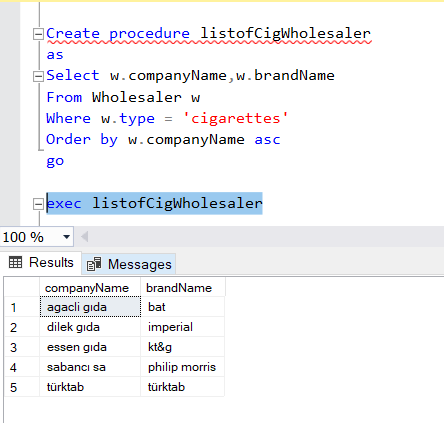 Create procedure listofCigWholesaler
as
Select w.companyName,w.brandName
From Wholesaler w
Where w.type = 'cigarettes'
Order by w.companyName asc
go
exec listofCigWholesaler
100 %
Results Messages
companyName brandName
1 agacli gıda bat
2 dilek gıda imperial
3 essen gıda kt&g
4 sabancı sa philip morris
5 türktab türktab